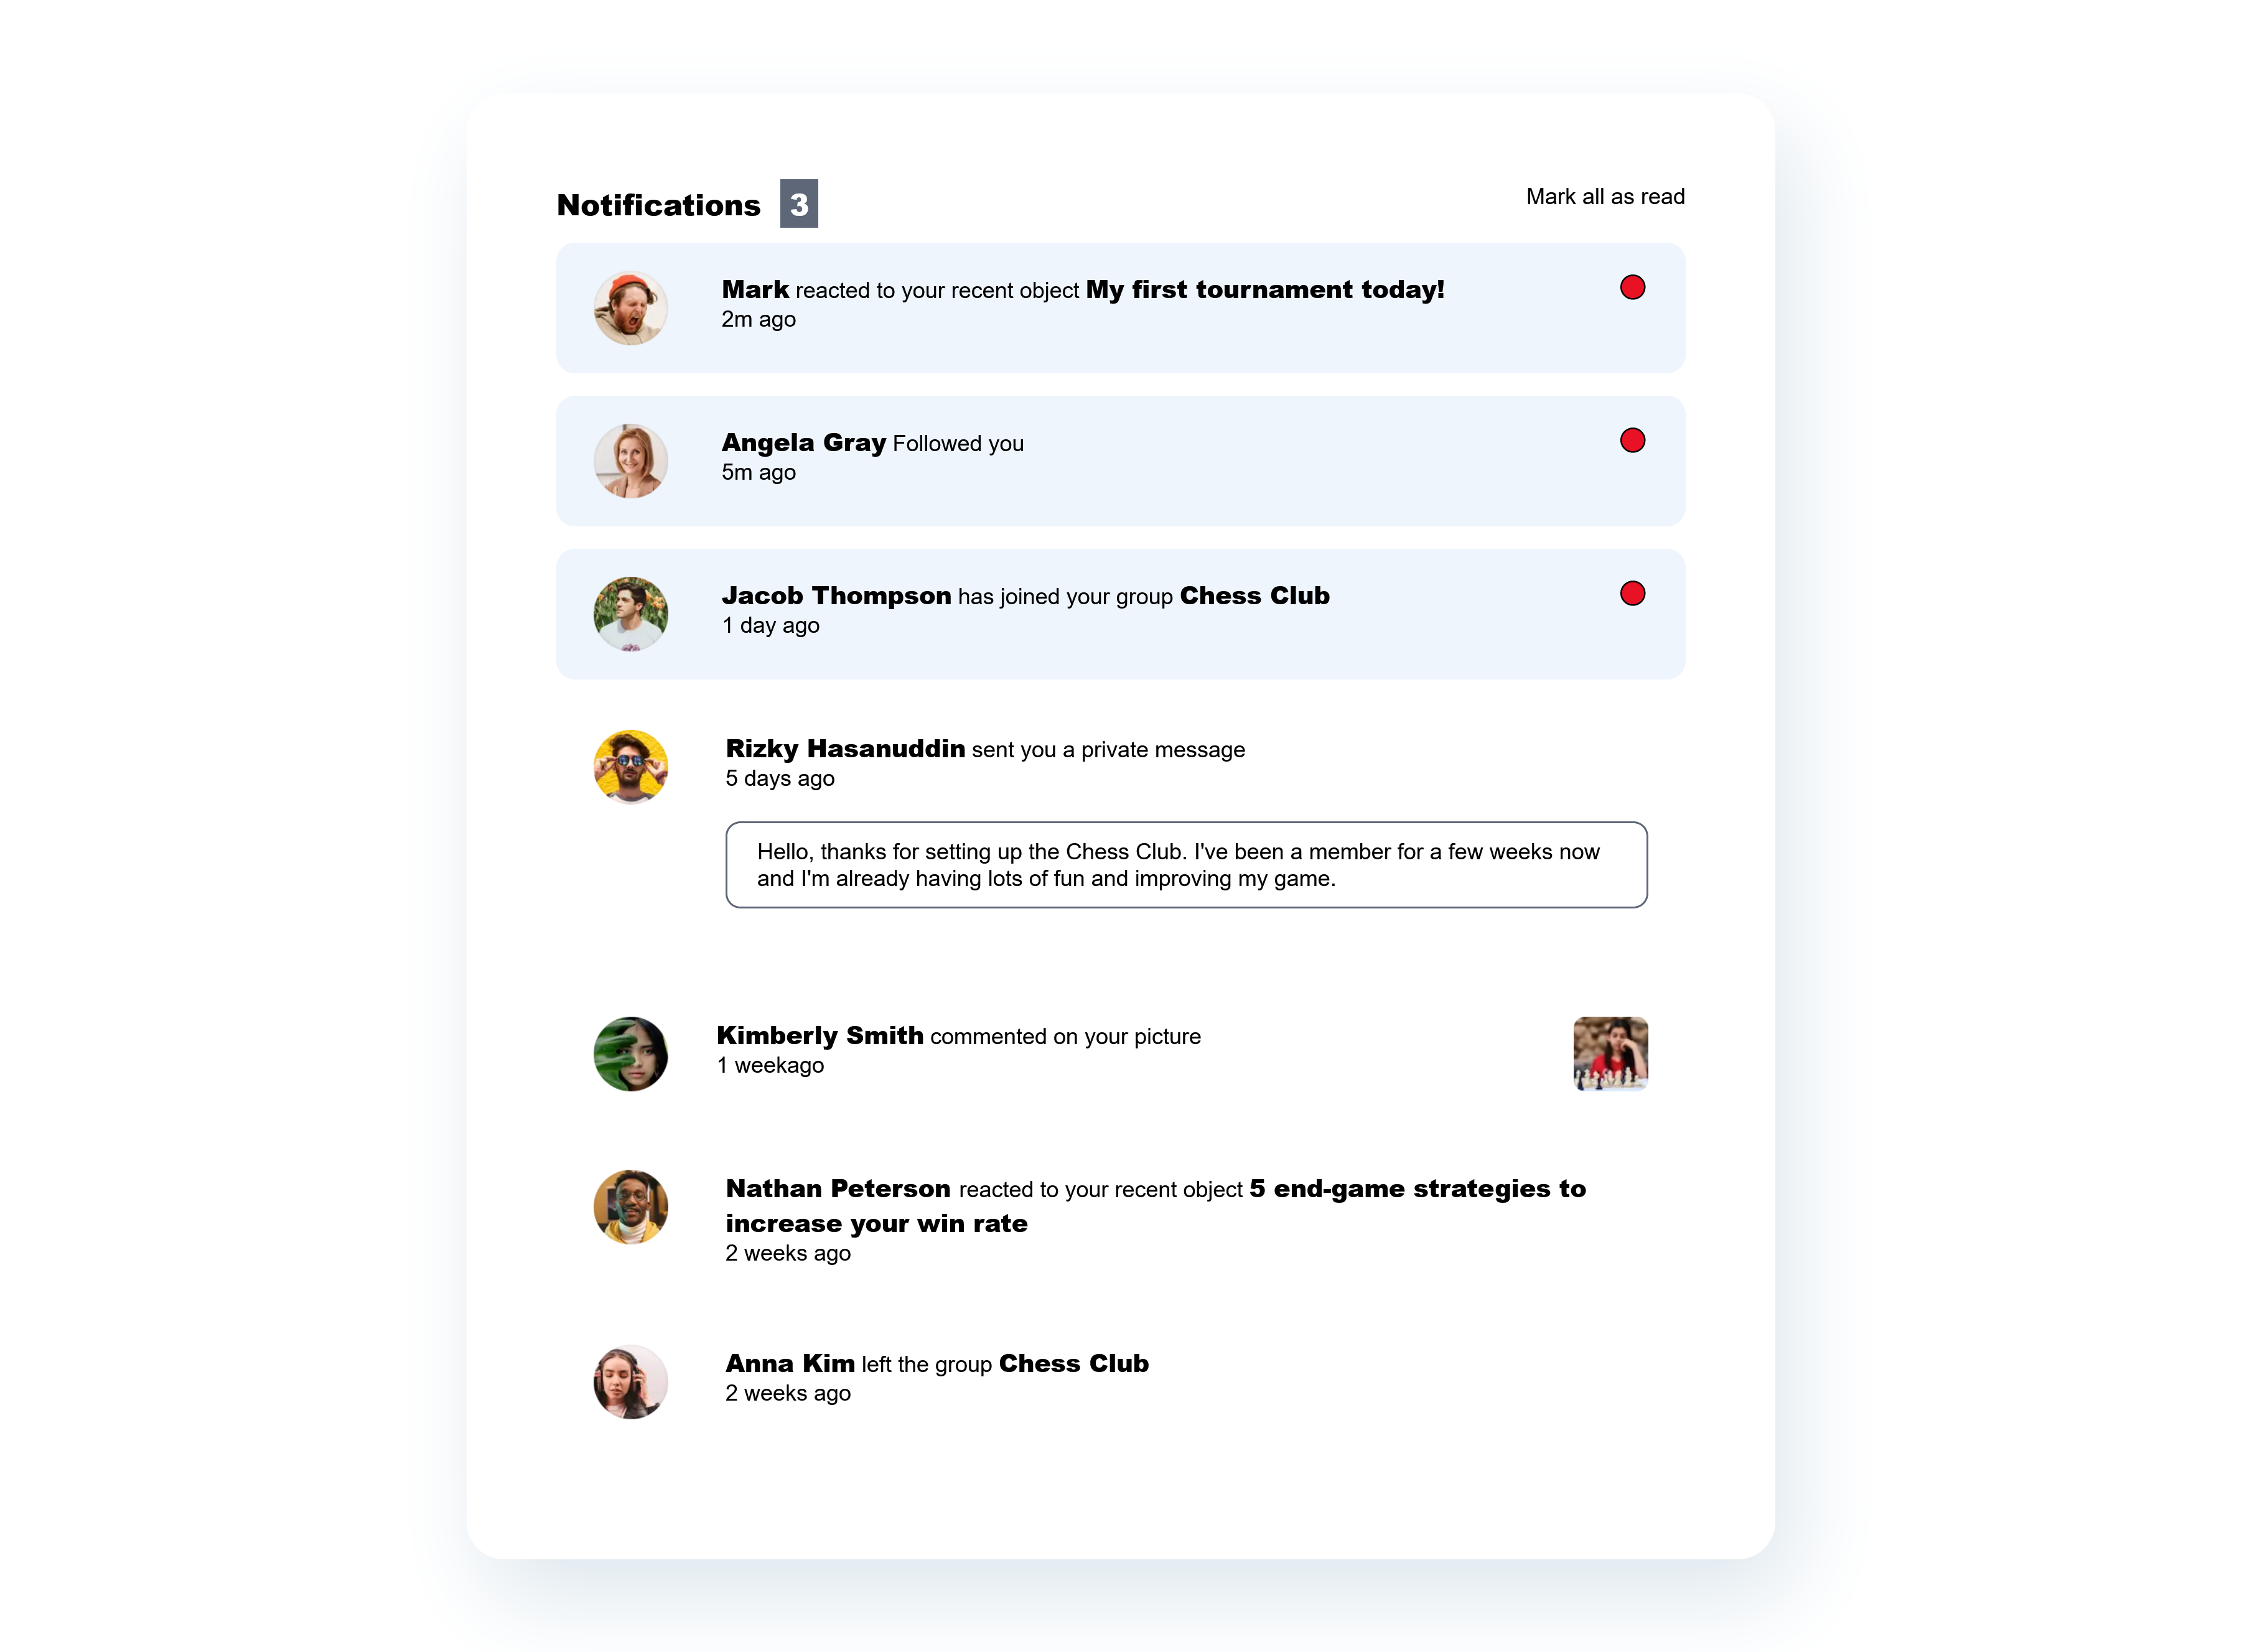 Notifications 3
Mark all as read
Mark reacted to your recent object My first tournament today!
2m ago
Angela Gray Followed you
5m ago
Jacob Thompson has joined your group Chess Club
1 day ago
Rizky Hasanuddin sent you a private message
5 days ago
Hello, thanks for setting up the Chess Club. I've been a member for a few weeks now
and I'm already having lots of fun and improving my game.
Kimberly Smith commented on your picture
1 weekago
Nathan Peterson reacted to your recent object 5 end-game strategies to
increase your win rate
2 weeks ago
Anna Kim left the group Chess Club
2 weeks ago